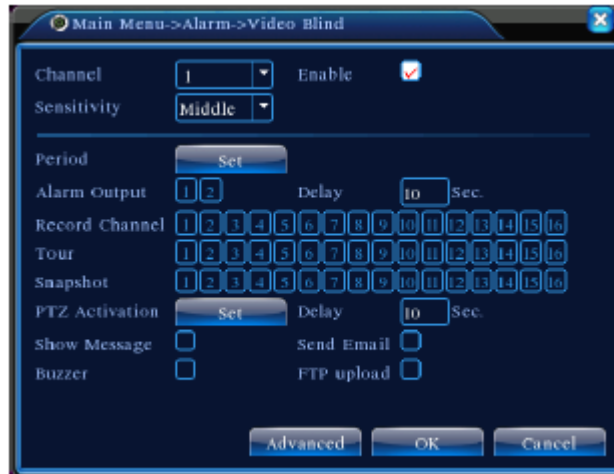 Main Menu->Alarm->Video Blind
Channel 1 Enable
Sensitivity Middle
Period Set
Alarm Output 1 2 Delay 10 Sec.
Record Channel 1 2 3 4 5 6 7 8 9 10 11 12 13 14 15 16
Tour 1 2 3 4 5 6 7 8 9 10 11 12 13 14 15 16
Snapshot 1 2 3 4 5 6 7 8 9 10 11 12 13 14 15 16
PTZ Activation Set Delay 10 Sec.
Show Message Send Email
Buzzer FTP upload
Advanced OK Cancel